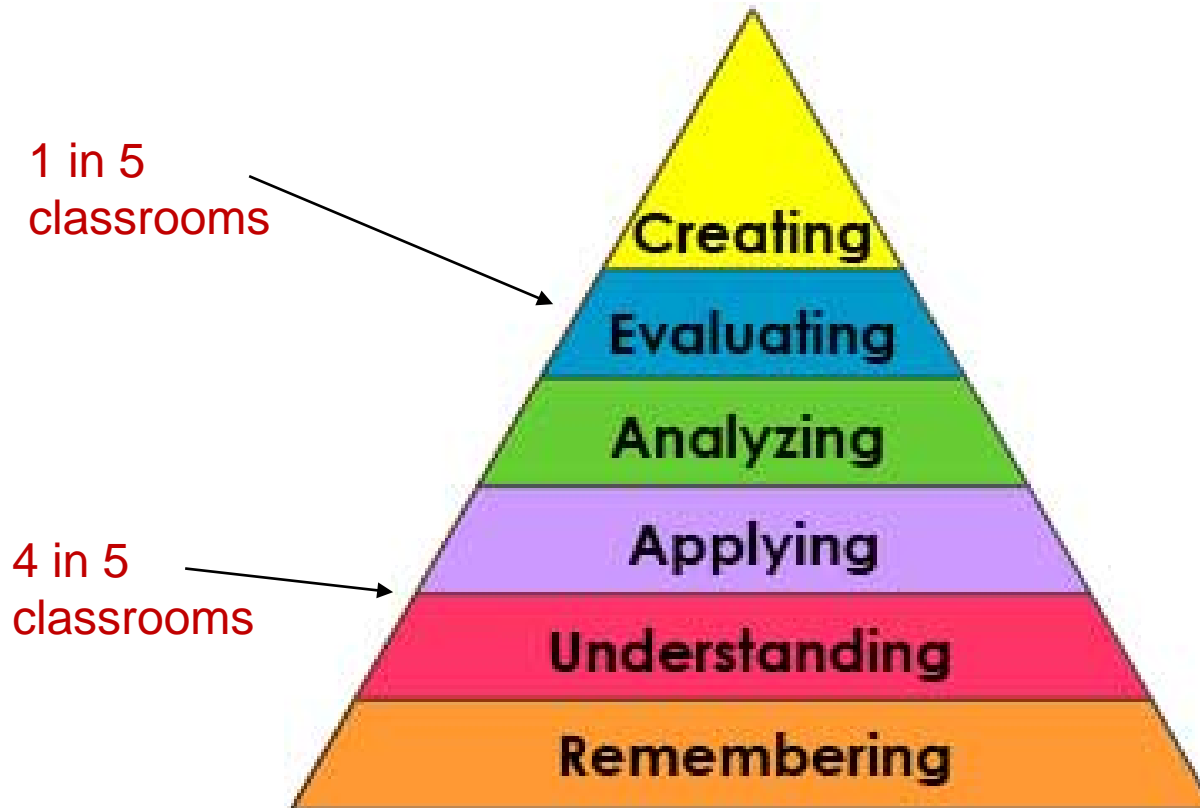 1 in 5
classrooms
Creating
Evaluating
Analyzing
Applying
4 in 5
classrooms
Understanding
Remembering